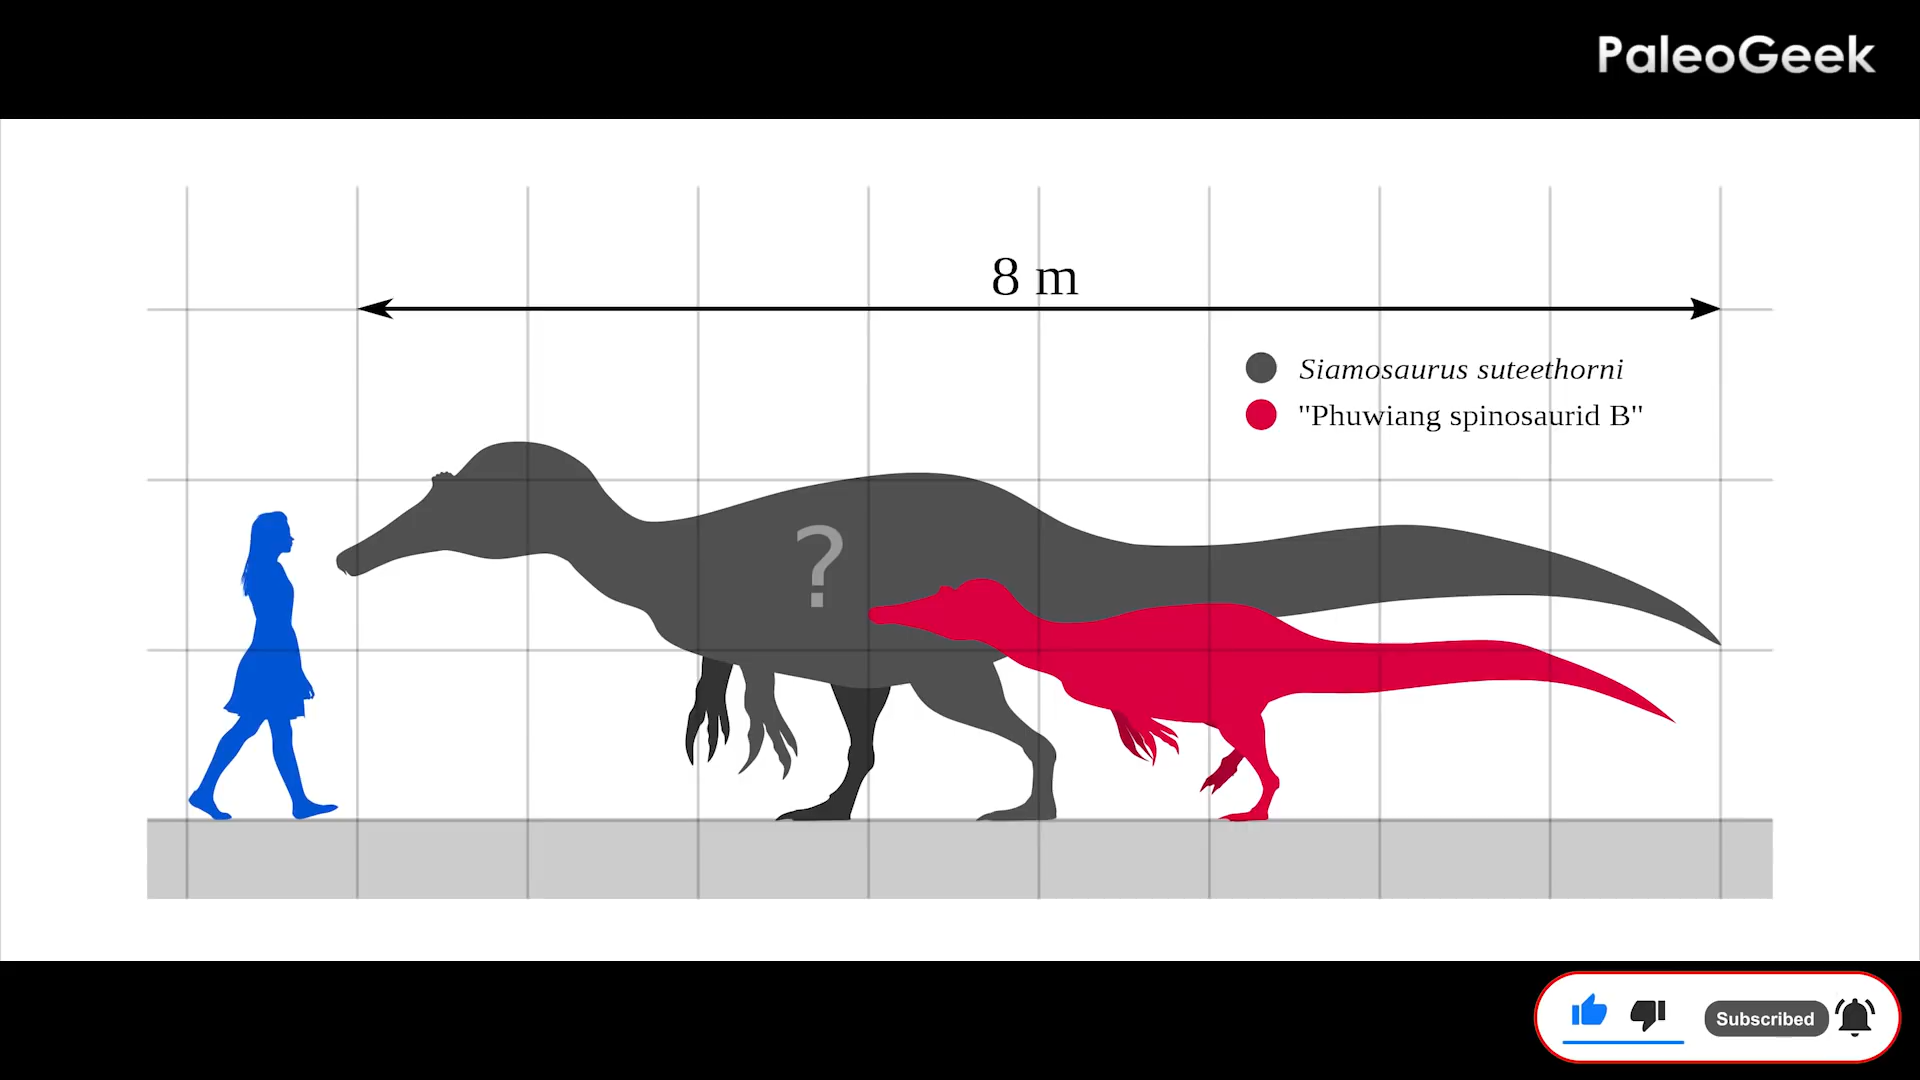 PaleoGeek
8 m
Siamosaurus suteethorni
"Phuwiang spinosaurid B"
?
Subscribed